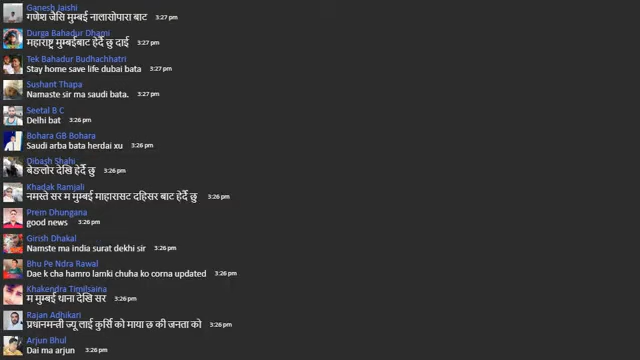 Ganesh Jaishi
गणेश जैसि मुम्बई नालासोपारा बाट 3:27 pm
Durga Bahadur Dhami
महाराष्ट्र मुम्बईबाट हेर्दै छु दाई 3:27 pm
Tek Bahadur Budhachhatri
Stay home save life dubai bata 3:27 pm
Sushant Thapa
Namaste sir ma saudi bata. 3:27 pm
Seetal B C
Delhi bat 3:26 pm
Bohara GB Bohara
Saudi arba bata herdai xu 3:26 pm
Dibash Shahi
बेङलोर देखि हेर्दै छु 3:26 pm
Khadak Ramjali
नमस्ते सर म मुम्बई माहारासट दहिसर बाट हेर्दै छु 3:26 pm
Prem Dhungana
good news 3:26 pm
Girish Dhakal
Namste ma india surat dekhi sir 3:26 pm
Bhu Pe Ndra Rawal
Dae k cha hamro lamki chuha ko corna updated 3:26 pm
Khakendra Timilsaina
म मुम्बई थाना देखि सर 3:26 pm
Rajan Adhikari
प्रधानमन्त्री ज्यू लाई कुर्सि को माया छ की जनता को 3:26 pm
Arjun Bhul
Dai ma arjun 3:26 pm